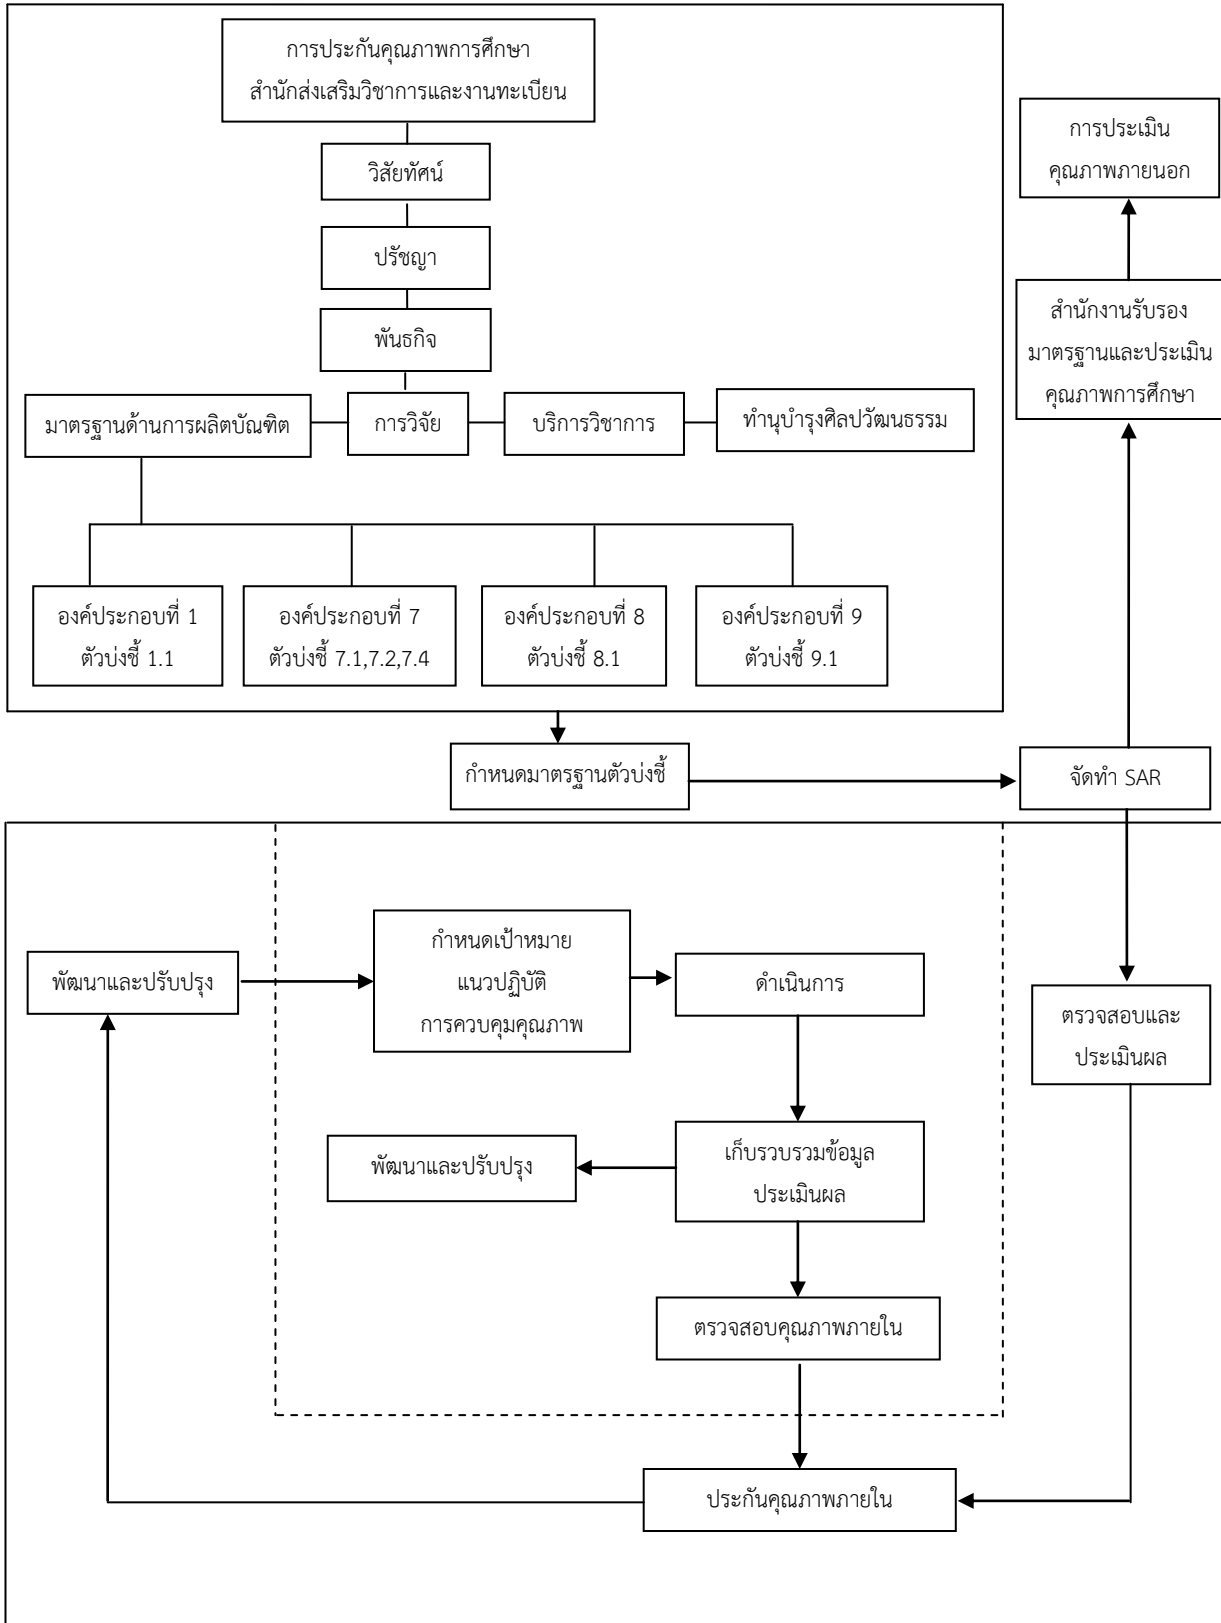 การประกันคุณภาพการศึกษา
สำนักส่งเสริมวิชาการและงานทะเบียน
วิสัยทัศน์
ปรัชญา
พันธกิจ
มาตรฐานด้านการผลิตบัณฑิต
การวิจัย
บริการวิชาการ
ทำนุบำรุงศิลปวัฒนธรรม
องค์ประกอบที่ 1
ตัวบ่งชี้ 1.1
องค์ประกอบที่ 7
ตัวบ่งชี้ 7.1,7.2,7.4
องค์ประกอบที่ 8
ตัวบ่งชี้ 8.1
องค์ประกอบที่ 9
ตัวบ่งชี้ 9.1
การประเมิน
คุณภาพภายนอก
สำนักงานรับรอง
มาตรฐานและประเมิน
คุณภาพการศึกษา
กำหนดมาตรฐานตัวบ่งชี้
จัดทำ SAR
พัฒนาและปรับปรุง
กำหนดเป้าหมาย
แนวปฏิบัติ
การควบคุมคุณภาพ
ดำเนินการ
ตรวจสอบและ
ประเมินผล
พัฒนาและปรับปรุง
เก็บรวบรวมข้อมูล
ประเมินผล
ตรวจสอบคุณภาพภายใน
ประกันคุณภาพภายใน